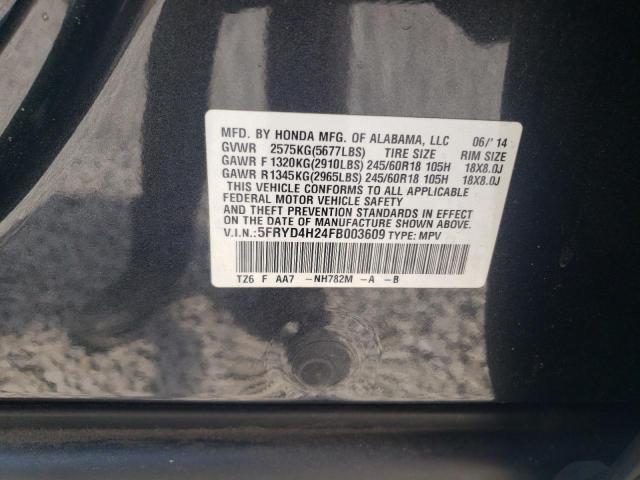 MFD. BY HONDA MFG. OF ALABAMA, LLC 06/'14
GVWR 2575KG(5677LBS) TIRE SIZE RIM SIZE
GAWR F 1320KG(2910LBS) 245/60R18 105H 18X8.0J
GAWR R 1345KG(2965LBS) 245/60R18 105H 18X8.0J
THIS VEHICLE CONFORMS TO ALL APPLICABLE
FEDERAL MOTOR VEHICLE SAFETY
AND THEFT PREVENTION STANDARDS IN EFFECT
ON THE DATE OF MANUFACTURE SHOWN ABOVE.
V.I.N.: 5FRYD4H24FB003609 TYPE: MPV
TZ6 F AA7 -NH782M -A -B